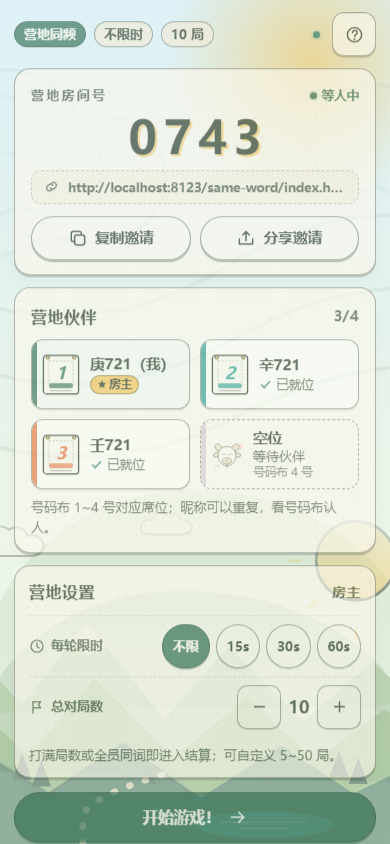 营地同频 不限时 10 局
营地房间号 等人中
0743
http://localhost:8123/same-word/index.h...
复制邀请 分享邀请
营地伙伴 3/4
1 庚721（我） 2 辛721
★ 房主 已就位
3 壬721 空位
已就位 等待伙伴
号码布 4 号
号码布 1~4 号对应席位；昵称可以重复，看号码布认
人。
营地设置 房主
每轮限时 不限 15s 30s 60s
总对局数 − 10 +
打满局数或全员同词即进入结算；可自定义 5~50 局。
开始游戏! →